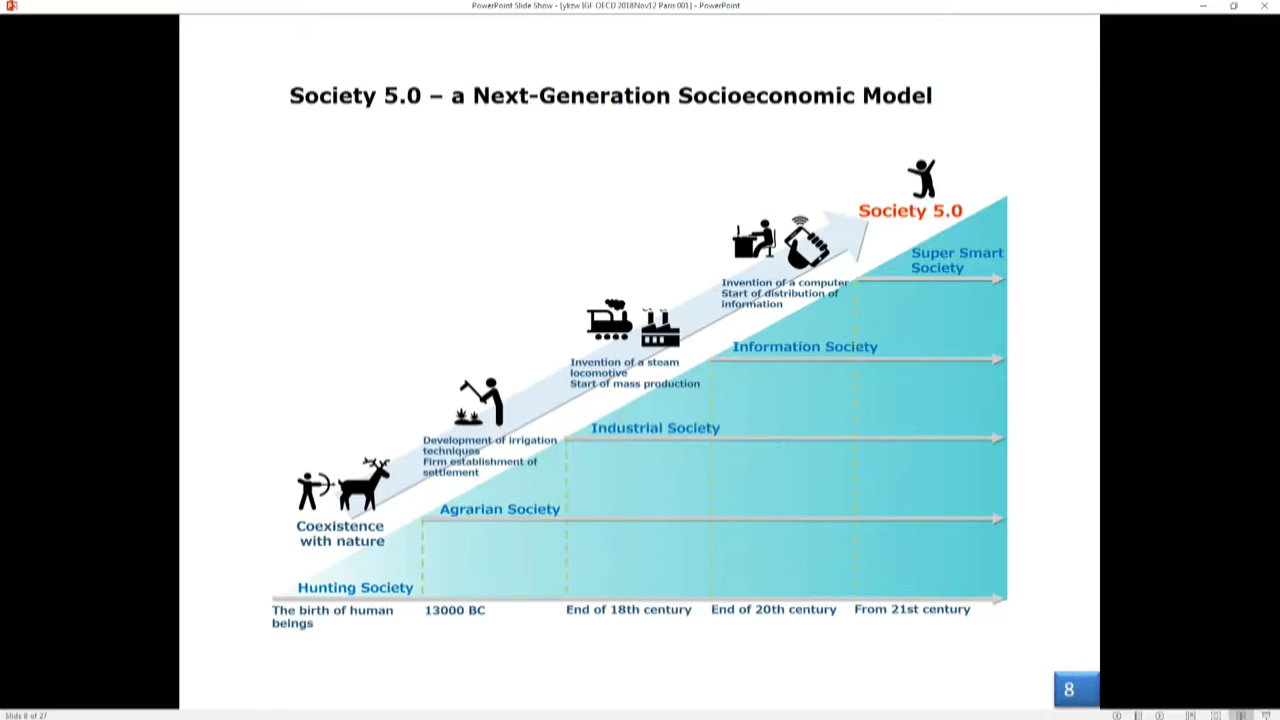 PowerPoint Slide Show - [ykzw IGF OECD 2018Nov12 Paris 001] - PowerPoint
Society 5.0 – a Next-Generation Socioeconomic Model
Society 5.0
Super Smart
Society
Invention of a computer
Start of distribution of
information
Information Society
Invention of a steam
locomotive
Start of mass production
Industrial Society
Development of irrigation
techniques
Firm establishment of
settlement
Agrarian Society
Coexistence
with nature
Hunting Society
The birth of human
beings
13000 BC
End of 18th century
End of 20th century
From 21st century
8
Slide 8 of 27